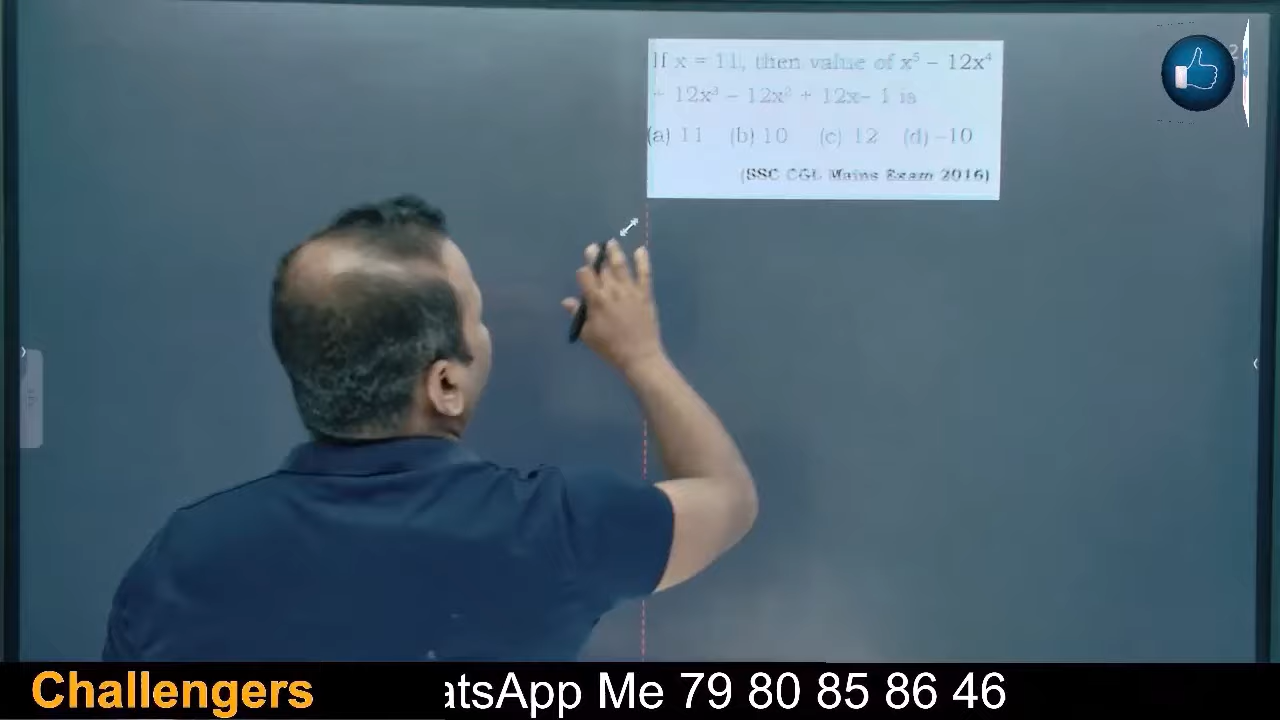 If x = 11, then value of x⁵ – 12x⁴
+ 12x³ – 12x² + 12x– 1 is
(a) 11 (b) 10 (c) 12 (d) –10
(SSC CGL Mains Exam 2016)
Challengers
atsApp Me 79 80 85 86 46